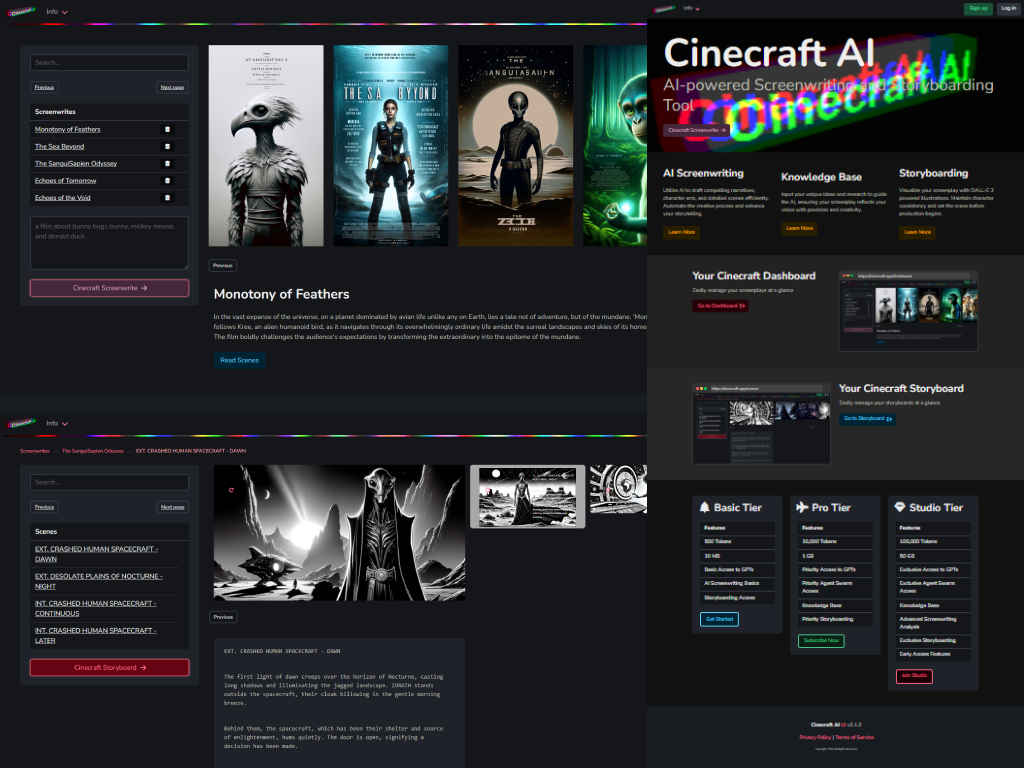 Cinecraft
Info
Search...
Previous
Next page
Screenwrites
Monotony of Feathers
The Sea Beyond
The SanguiSapien Odyssey
Echoes of Tomorrow
Echoes of the Void
a film about bunny bugs bunny, mickey mouse,
and donald duck
Cinecraft Screenwrite →
THE SA BYYOND
THE
Previous
Monotony of Feathers
In the vast expanse of the universe, on a planet dominated by avian life unlike any on Earth, lies a tale not of adventure, but of the mundane. 'Mon
follows Kree, an alien humanoid bird, as it navigates through its overwhelmingly ordinary life amidst the surreal landscapes and skies of its home
The film boldly challenges the audience's expectations by transforming the extraordinary into the epitome of the mundane.
Read Scenes
Cinecraft
Info
Screenwrites
The SanguiSapien Odyssey
EXT. CRASHED HUMAN SPACECRAFT - DAWN
Search...
Previous
Next page
Scenes
EXT. CRASHED HUMAN SPACECRAFT -
DAWN
EXT. DESOLATE PLAINS OF NOCTURNE -
NIGHT
INT. CRASHED HUMAN SPACECRAFT -
CONTINUOUS
INT. CRASHED HUMAN SPACECRAFT -
LATER
Cinecraft Storyboard →
Previous
EXT. CRASHED HUMAN SPACECRAFT - DAWN
The first light of dawn creeps over the horizon of Nocturne, casting
long shadows and illuminating the jagged landscape. ZORATH stands
outside the spacecraft, their cloak billowing in the gentle morning
breeze.
Behind them, the spacecraft, which has been their shelter and source
of enlightenment, hums quietly. The door is open, signifying a
decision has been made.
Info
Sign up
Log in
Cinecraft AI
AI-powered Screenwriting and Storyboarding
Tool
Cinecraft Screenwrite →
AI Screenwriting
Utilize AI to draft compelling narratives,
character arcs, and detailed scenes efficiently.
Automate the creative process and enhance
your storytelling.
Learn More
Knowledge Base
Input your unique ideas and research to guide
the AI, ensuring your screenplay reflects your
vision with precision and creativity.
Learn More
Storyboarding
Visualize your screenplay with DALL-E 3
powered illustrations. Maintain character
consistency and set the scene before
production begins.
Learn More
Your Cinecraft Dashboard
Easily manage your screenplays at a glance
Go to Dashboard
Your Cinecraft Storyboard
Easily manage your storyboards at a glance
Go to Storyboard
Basic Tier
Features
500 Tokens
10 MB
Basic Access to GPTs
AI Screenwriting Basics
Storyboarding Access
Get Started
Pro Tier
Features
10,000 Tokens
1 GB
Priority Access to GPTs
Priority Agent Swarm
Access
Knowledge Base
Priority Storyboarding
Subscribe Now
Studio Tier
Features
100,000 Tokens
50 GB
Exclusive Access to GPTs
Exclusive Agent Swarm
Access
Knowledge Base
Advanced Screenwriting
Analysis
Exclusive Storyboarding
Early Access Features
Join Studio
Cinecraft AI UI v0.1.0
Privacy Policy | Terms of Service